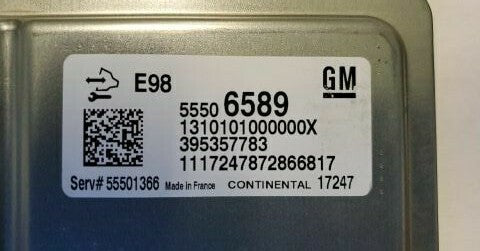 E98
GM
5550 6589
1310101000000X
395357783
1117247872866817
Serv# 55501366 Made in France CONTINENTAL 17247